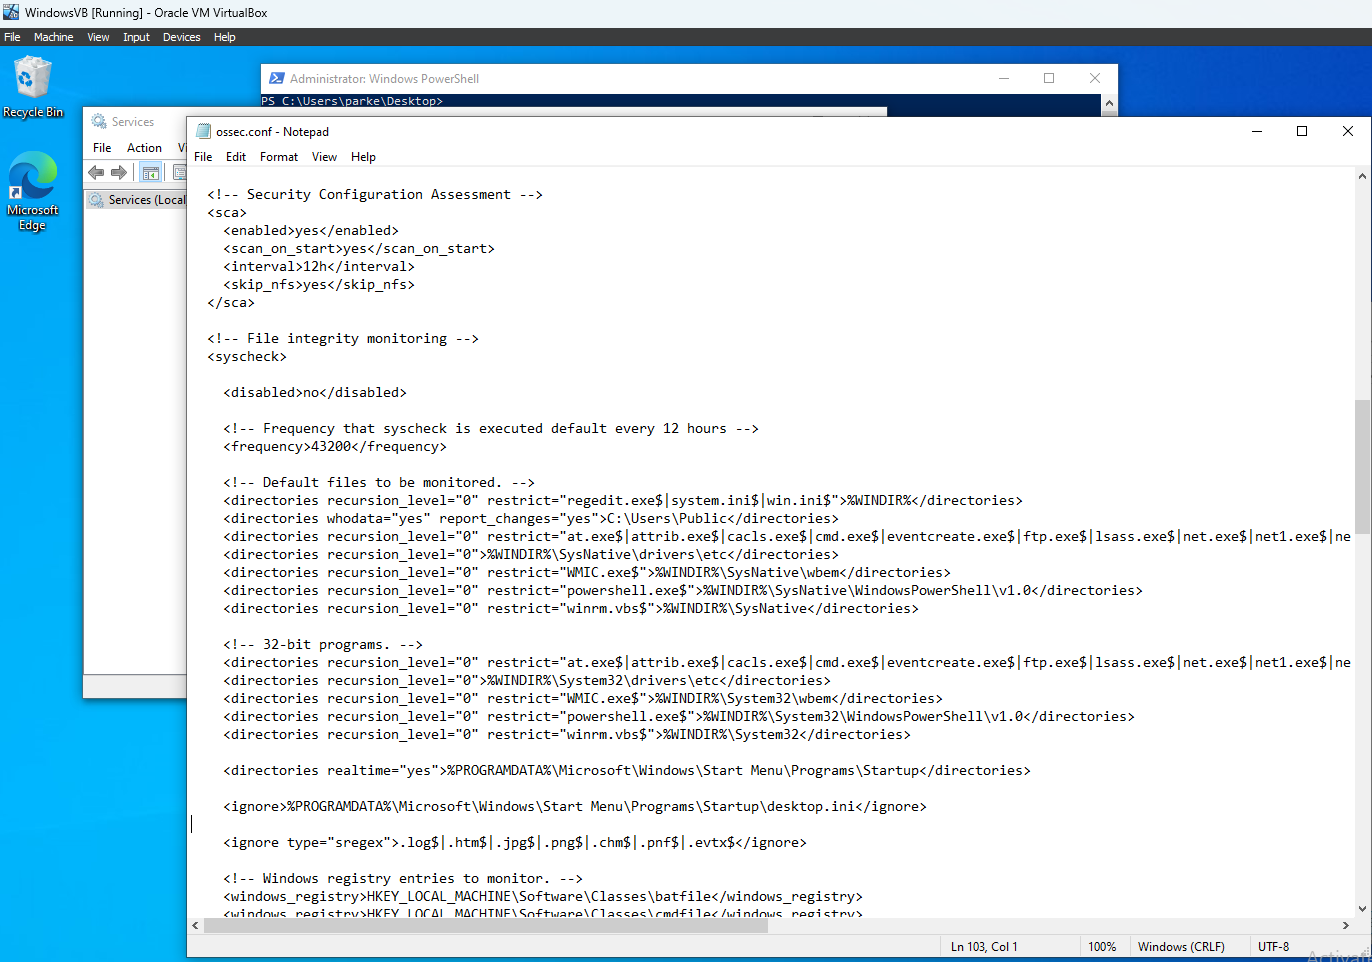 WindowsVB [Running] - Oracle VM VirtualBox
File Machine View Input Devices Help
Recycle Bin
Microsoft
Edge
Administrator: Windows PowerShell
PS C:\Users\parke\Desktop>
Services
File Action
Services (Local
ossec.conf - Notepad
File Edit Format View Help
<!-- Security Configuration Assessment -->
<sca>
<enabled>yes</enabled>
<scan_on_start>yes</scan_on_start>
<interval>12h</interval>
<skip_nfs>yes</skip_nfs>
</sca>
<!-- File integrity monitoring -->
<syscheck>
<disabled>no</disabled>
<!-- Frequency that syscheck is executed default every 12 hours -->
<frequency>43200</frequency>
<!-- Default files to be monitored. -->
<directories recursion_level="0" restrict="regedit.exe$|system.ini$|win.ini$">%WINDIR%</directories>
<directories whodata="yes" report_changes="yes">C:\Users\Public</directories>
<directories recursion_level="0" restrict="at.exe$|attrib.exe$|cacls.exe$|cmd.exe$|eventcreate.exe$|ftp.exe$|lsass.exe$|net.exe$|net1.exe$|ne
<directories recursion_level="0">%WINDIR%\SysNative\drivers\etc</directories>
<directories recursion_level="0" restrict="WMIC.exe$">%WINDIR%\SysNative\wbem</directories>
<directories recursion_level="0" restrict="powershell.exe$">%WINDIR%\SysNative\WindowsPowerShell\v1.0</directories>
<directories recursion_level="0" restrict="winrm.vbs$">%WINDIR%\SysNative</directories>
<!-- 32-bit programs. -->
<directories recursion_level="0" restrict="at.exe$|attrib.exe$|cacls.exe$|cmd.exe$|eventcreate.exe$|ftp.exe$|lsass.exe$|net.exe$|net1.exe$|ne
<directories recursion_level="0">%WINDIR%\System32\drivers\etc</directories>
<directories recursion_level="0" restrict="WMIC.exe$">%WINDIR%\System32\wbem</directories>
<directories recursion_level="0" restrict="powershell.exe$">%WINDIR%\System32\WindowsPowerShell\v1.0</directories>
<directories recursion_level="0" restrict="winrm.vbs$">%WINDIR%\System32</directories>
<directories realtime="yes">%PROGRAMDATA%\Microsoft\Windows\Start Menu\Programs\Startup</directories>
<ignore>%PROGRAMDATA%\Microsoft\Windows\Start Menu\Programs\Startup\desktop.ini</ignore>
<ignore type="sregex">.log$|.htm$|.jpg$|.png$|.chm$|.pnf$|.evtx$</ignore>
<!-- Windows registry entries to monitor. -->
<windows_registry>HKEY_LOCAL_MACHINE\Software\Classes\batfile</windows_registry>
<windows_registry>HKEY_LOCAL_MACHINE\Software\Classes\cmdfile</windows_registry>
Ln 103, Col 1 100% Windows (CRLF) UTF-8